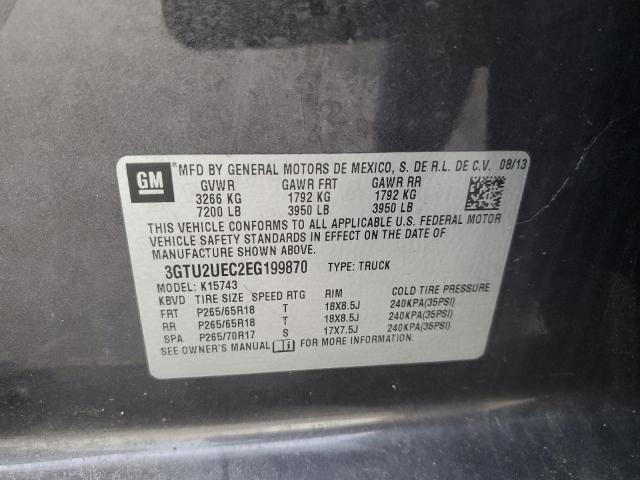 GM * MFD BY GENERAL MOTORS DE MEXICO, S. DE R.L. DE C.V. 08/13
GVWR GAWR FRT GAWR RR
3266 KG 1792 KG 1792 KG
7200 LB 3950 LB 3950 LB
THIS VEHICLE CONFORMS TO ALL APPLICABLE U.S. FEDERAL MOTOR
VEHICLE SAFETY STANDARDS IN EFFECT ON THE DATE OF
MANUFACTURE SHOWN ABOVE.
3GTU2UEC2EG199870 TYPE: TRUCK
MODEL: K15743
KBVD TIRE SIZE SPEED RTG RIM COLD TIRE PRESSURE
FRT P265/65R18 T 18X8.5J 240KPA(35PSI)
RR P265/65R18 T 18X8.5J 240KPA(35PSI)
SPA P265/70R17 S 17X7.5J 240KPA(35PSI)
SEE OWNER'S MANUAL i FOR MORE INFORMATION.